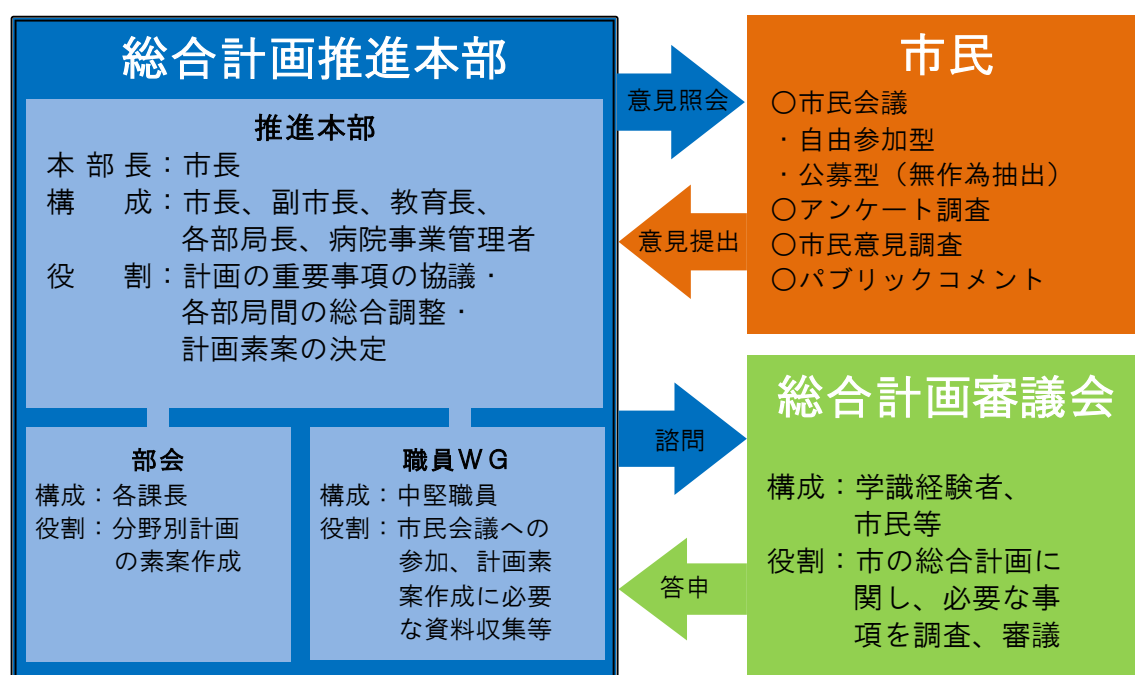 総合計画推進本部
推進本部
本部長：市長
構　成：市長、副市長、教育長、
各部局長、病院事業管理者
役　割：計画の重要事項の協議・
各部局間の総合調整・
計画素案の決定
部会
構成：各課長
役割：分野別計画
の素案作成
職員ＷＧ
構成：中堅職員
役割：市民会議への
参加、計画素
案作成に必要
な資料収集等
意見照会
意見提出
市民
○市民会議
・自由参加型
・公募型（無作為抽出）
○アンケート調査
○市民意見調査
○パブリックコメント
諮問
答申
総合計画審議会
構成：学識経験者、
市民等
役割：市の総合計画に
関し、必要な事
項を調査、審議